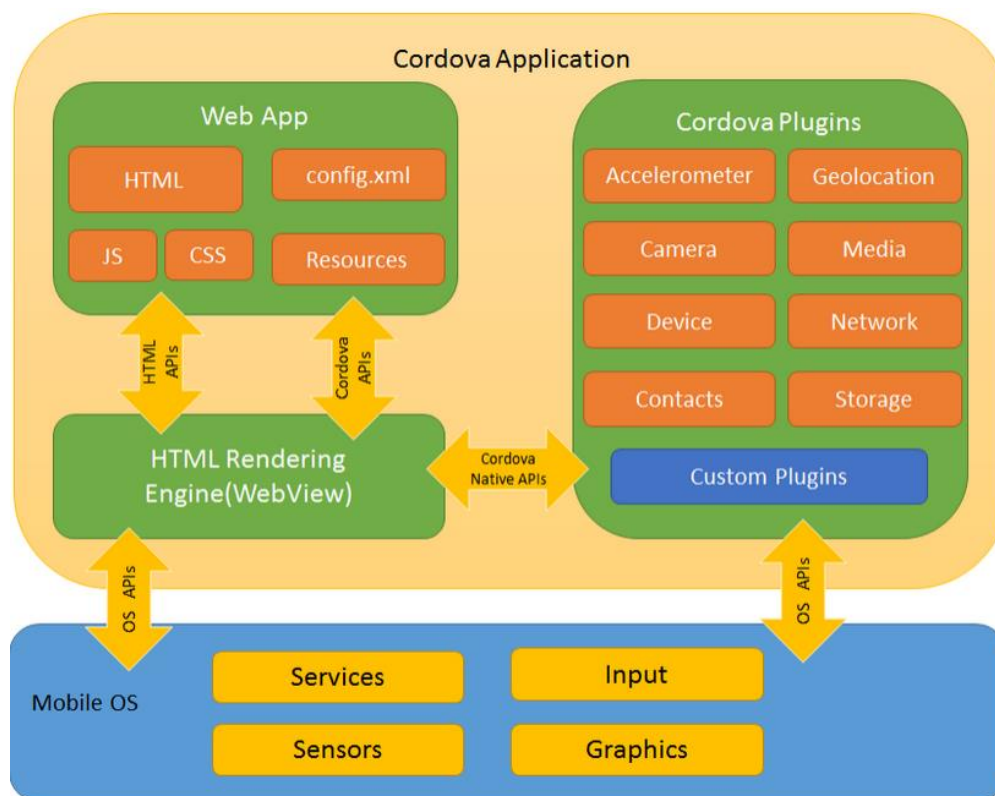 Cordova Application
Web App
HTML
config.xml
JS
CSS
Resources
HTML
APIs
Cordova
APIs
HTML Rendering
Engine(WebView)
Cordova
Native APIs
Cordova Plugins
Accelerometer
Geolocation
Camera
Media
Device
Network
Contacts
Storage
Custom Plugins
OS APIs
OS APIs
Mobile OS
Services
Input
Sensors
Graphics